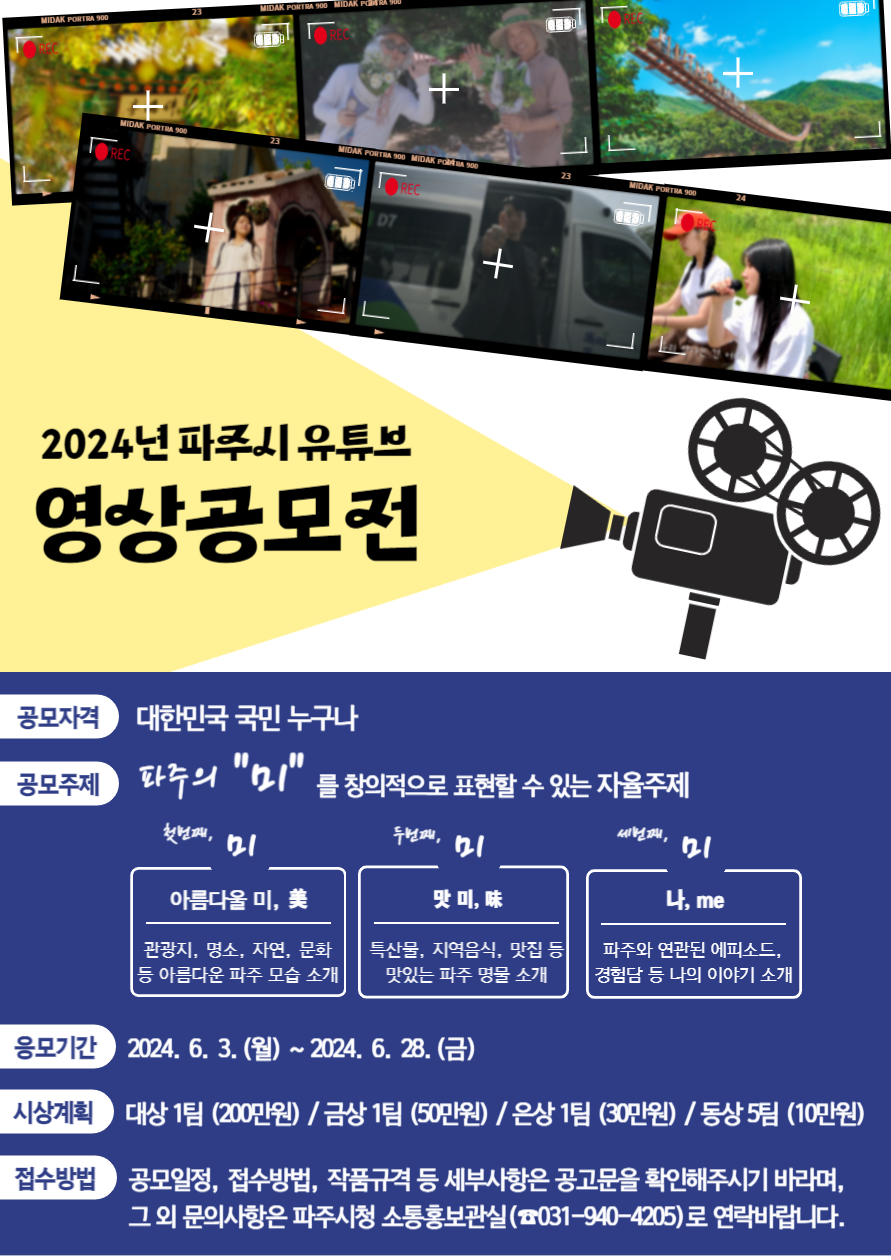 MIDAK PORTRA 900 23 MIDAK PORTRA 900 MIDAK PORTRA 900 24
REC REC REC
MIDAK PORTRA 900 23 MIDAK PORTRA 900 MIDAK PORTRA 900 23 MIDAK PORTRA 900 24
REC REC REC
D7
2024년 파주시 유튜브
영상공모전
공모자격 대한민국 국민 누구나
공모주제 파주의 "미" 를 창의적으로 표현할 수 있는 자율주제
첫번째, 미 두번째, 미 세번째, 미
아름다울 미, 美 맛 미, 味 나, me
관광지, 명소, 자연, 문화 특산물, 지역음식, 맛집 등 파주와 연관된 에피소드,
등 아름다운 파주 모습 소개 맛있는 파주 명물 소개 경험담 등 나의 이야기 소개
응모기간 2024. 6. 3. (월) ~ 2024. 6. 28. (금)
시상계획 대상 1팀 (200만원) / 금상 1팀 (50만원) / 은상 1팀 (30만원) / 동상 5팀 (10만원)
접수방법 공모일정, 접수방법, 작품규격 등 세부사항은 공고문을 확인해주시기 바라며,
그 외 문의사항은 파주시청 소통홍보관실(☎031-940-4205)로 연락바랍니다.